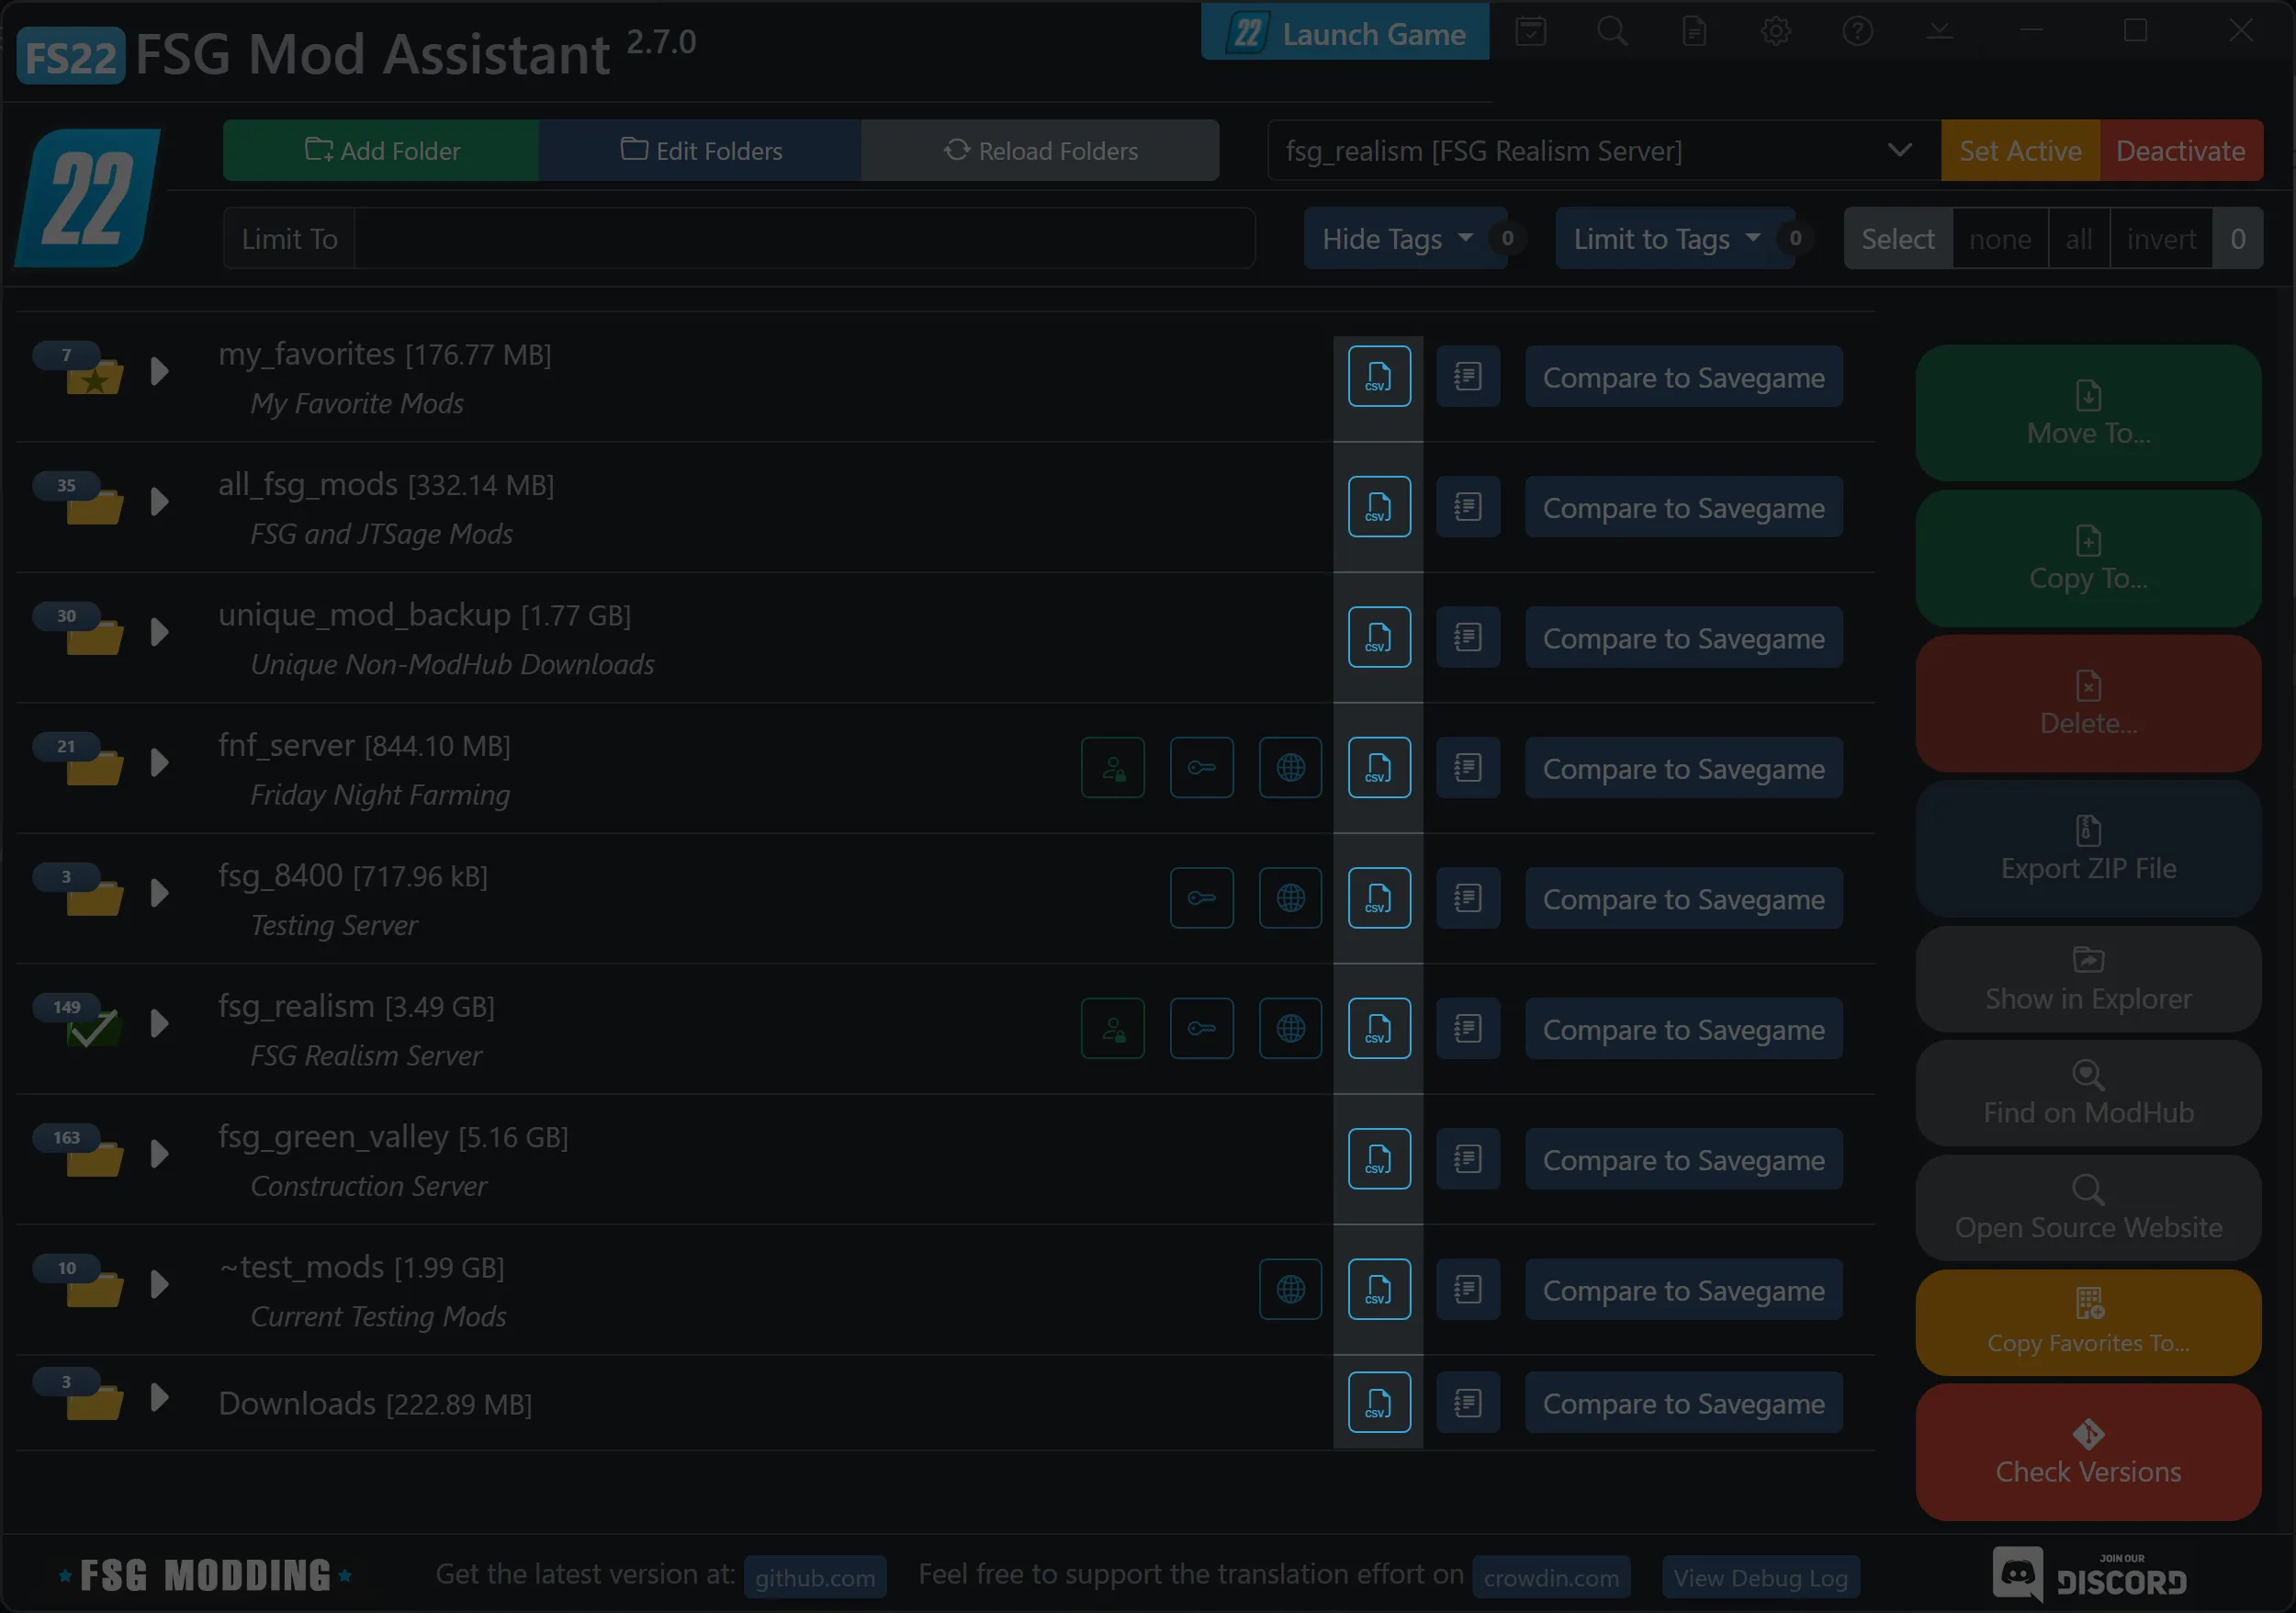 FS22 FSG Mod Assistant 2.7.0
22 Launch Game
22
Add Folder
Edit Folders
Reload Folders
fsg_realism [FSG Realism Server]
Set Active
Deactivate
Limit To
Hide Tags 0
Limit to Tags 0
Select none all invert 0
7 my_favorites [176.77 MB]
My Favorite Mods
CSV Compare to Savegame
35 all_fsg_mods [332.14 MB]
FSG and JTSage Mods
CSV Compare to Savegame
30 unique_mod_backup [1.77 GB]
Unique Non-ModHub Downloads
CSV Compare to Savegame
21 fnf_server [844.10 MB]
Friday Night Farming
CSV Compare to Savegame
3 fsg_8400 [717.96 kB]
Testing Server
CSV Compare to Savegame
149 fsg_realism [3.49 GB]
FSG Realism Server
CSV Compare to Savegame
163 fsg_green_valley [5.16 GB]
Construction Server
CSV Compare to Savegame
10 ~test_mods [1.99 GB]
Current Testing Mods
CSV Compare to Savegame
3 Downloads [222.89 MB]
CSV Compare to Savegame
Move To...
Copy To...
Delete...
Export ZIP File
Show in Explorer
Find on ModHub
Open Source Website
Copy Favorites To...
Check Versions
FSG MODDING
Get the latest version at: github.com
Feel free to support the translation effort on crowdin.com
View Debug Log
JOIN OUR
DISCORD